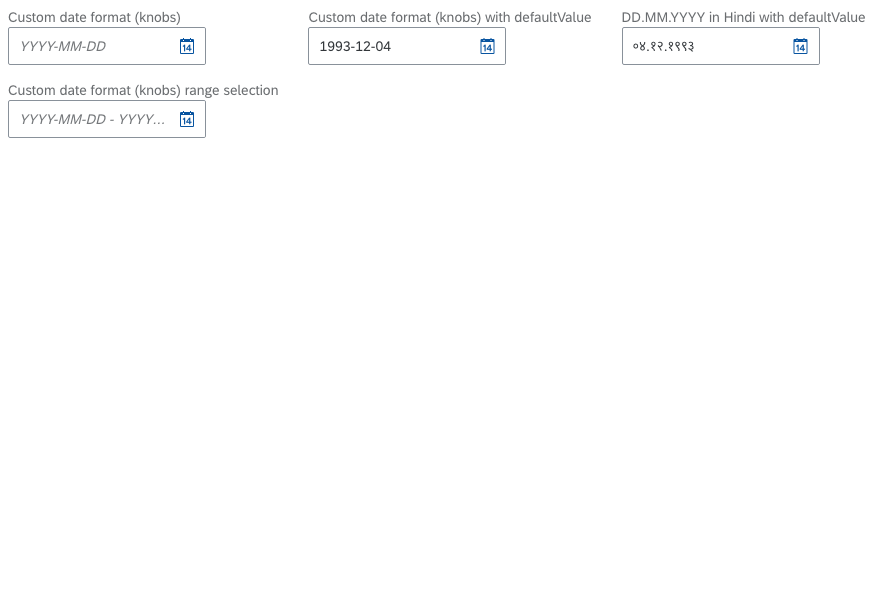 Custom date format (knobs)
YYYY-MM-DD
14
Custom date format (knobs) with defaultValue
1993-12-04
14
DD.MM.YYYY in Hindi with defaultValue
०४.१२.१९९३
14
Custom date format (knobs) range selection
YYYY-MM-DD - YYYY...
14